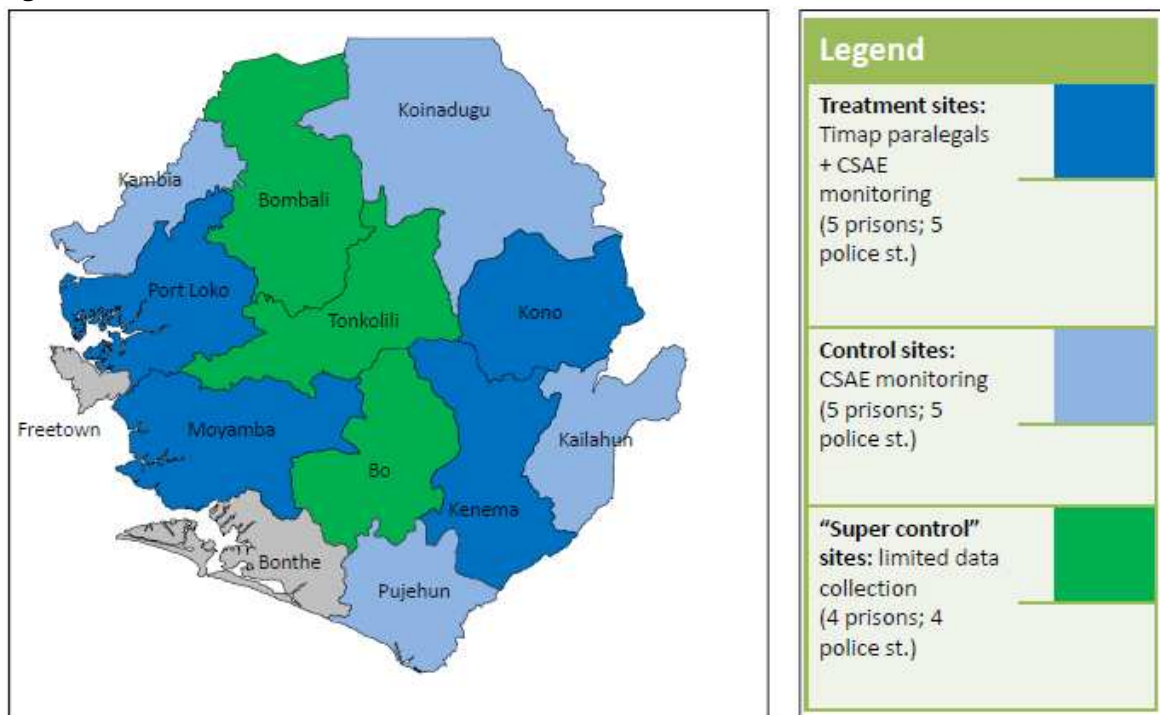 Koinadugu
Kambia
Bombali
Port Loko
Tonkolili
Kono
Freetown
Moyamba
Kailahun
Bo
Kenema
Bonthe
Pujehun
Legend
Treatment sites:
Timap paralegals
+ CSAE
monitoring
(5 prisons; 5
police st.)
Control sites:
CSAE monitoring
(5 prisons; 5
police st.)
“Super control”
sites: limited data
collection
(4 prisons; 4
police st.)